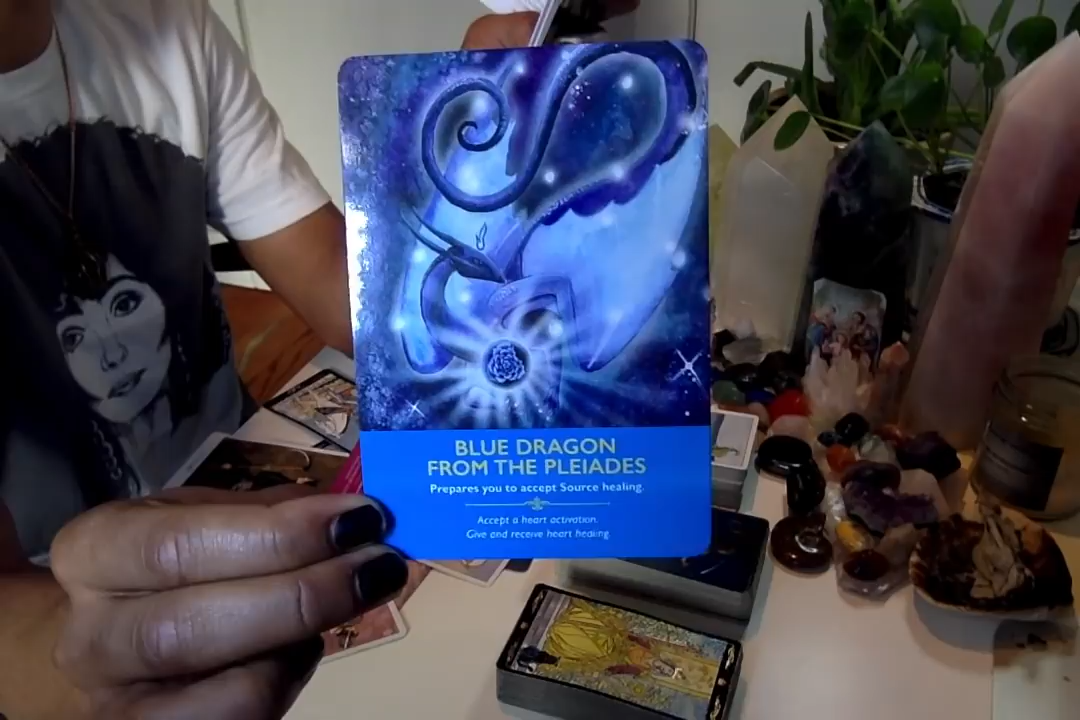 BLUE DRAGON
FROM THE PLEIADES
Prepares you to accept Source healing.
Accept a heart activation.
Give and receive heart healing.